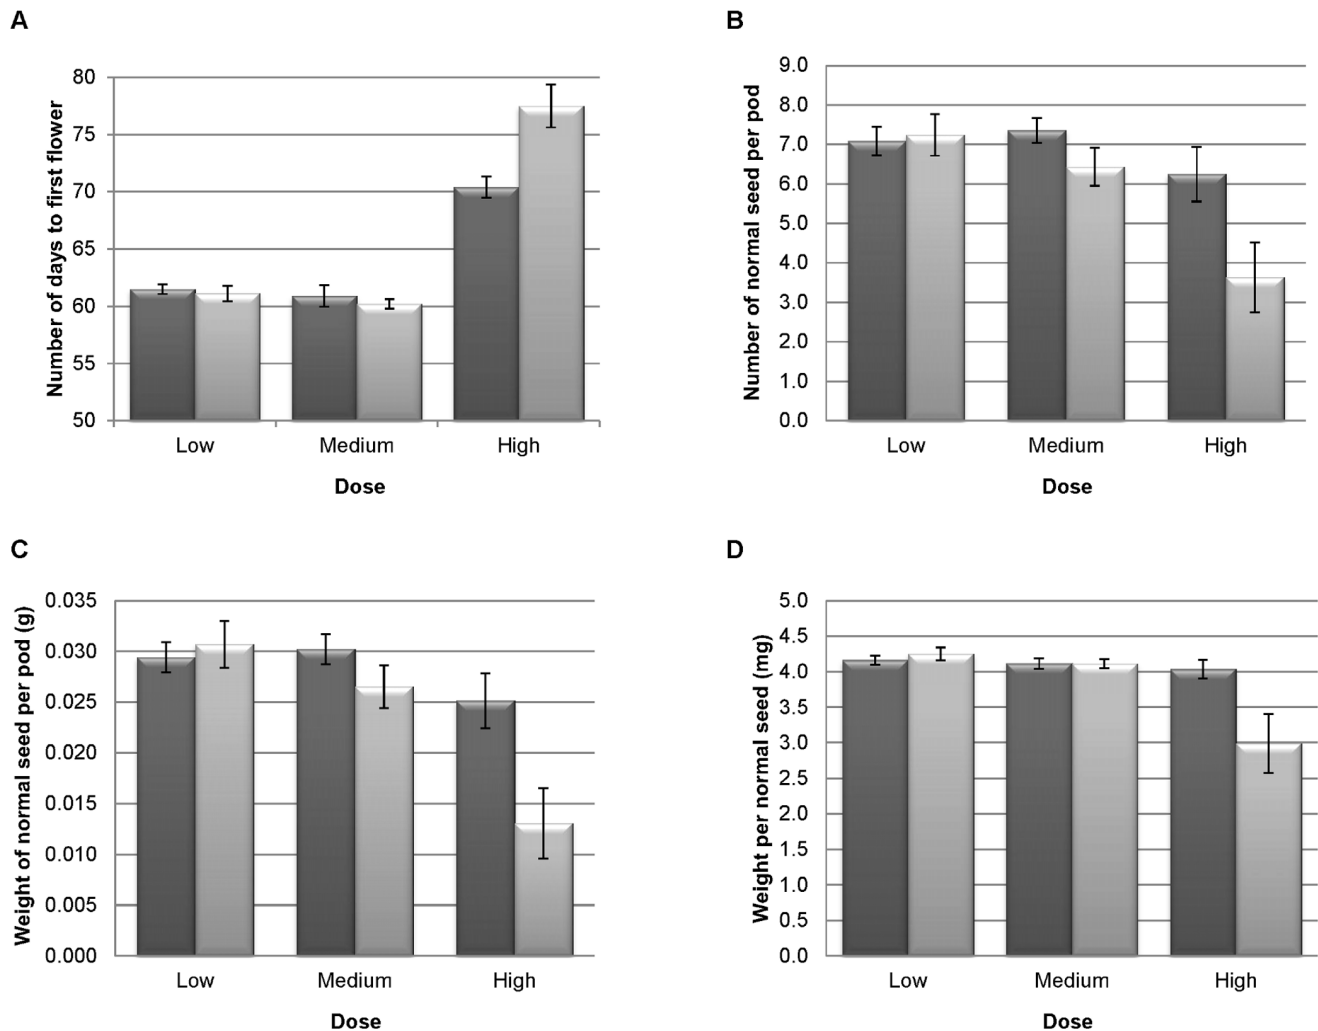 A
Number of days to first flower
80
75
70
65
60
55
50
Low Medium High
Dose
B
Number of normal seed per pod
9.0
8.0
7.0
6.0
5.0
4.0
3.0
2.0
1.0
0.0
Low Medium High
Dose
C
Weight of normal seed per pod (g)
0.035
0.030
0.025
0.020
0.015
0.010
0.005
0.000
Low Medium High
Dose
D
Weight per normal seed (mg)
5.0
4.5
4.0
3.5
3.0
2.5
2.0
1.5
1.0
0.5
0.0
Low Medium High
Dose